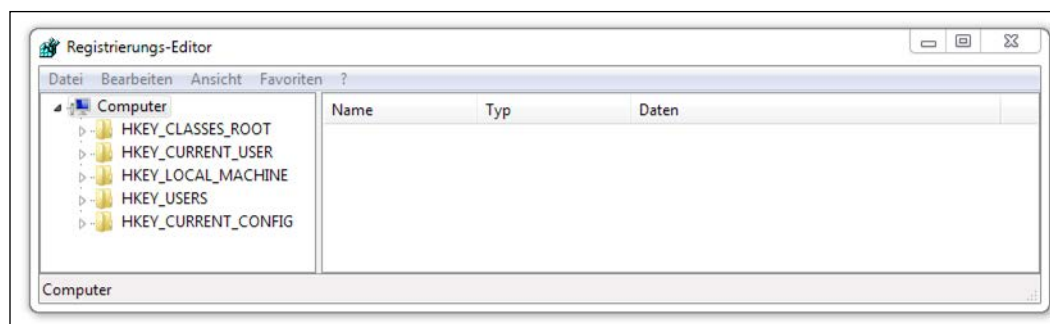 Registrierungs-Editor
Datei Bearbeiten Ansicht Favoriten ?
Computer
Name Typ Daten
HKEY_CLASSES_ROOT
HKEY_CURRENT_USER
HKEY_LOCAL_MACHINE
HKEY_USERS
HKEY_CURRENT_CONFIG
Computer